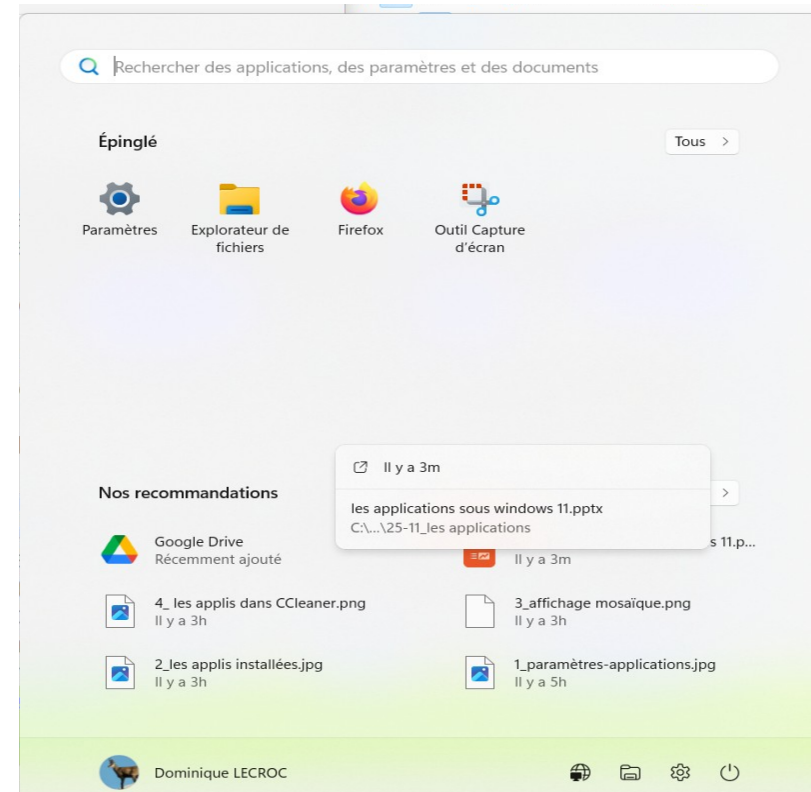 Rechercher des applications, des paramètres et des documents
Épinglé
Tous
Paramètres
Explorateur de
fichiers
Firefox
Outil Capture
d'écran
Il y a 3m
Nos recommandations
les applications sous windows 11.pptx
C:\...\25-11_les applications
Google Drive
Récemment ajouté
s 11.p...
Il y a 3m
4_ les applis dans CCleaner.png
Il y a 3h
3_affichage mosaïque.png
Il y a 3h
2_les applis installées.jpg
Il y a 3h
1_paramètres-applications.jpg
Il y a 5h
Dominique LECROC